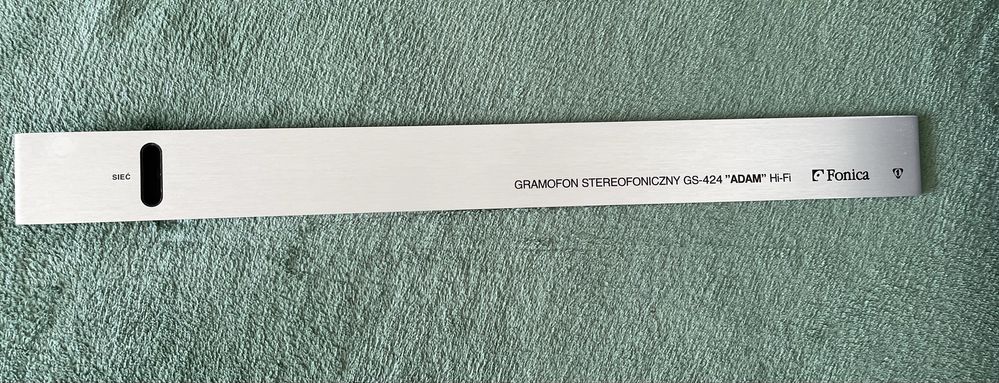 SIEĆ
GRAMOFON STEREOFONICZNY GS-424 "ADAM" Hi-Fi Fonica